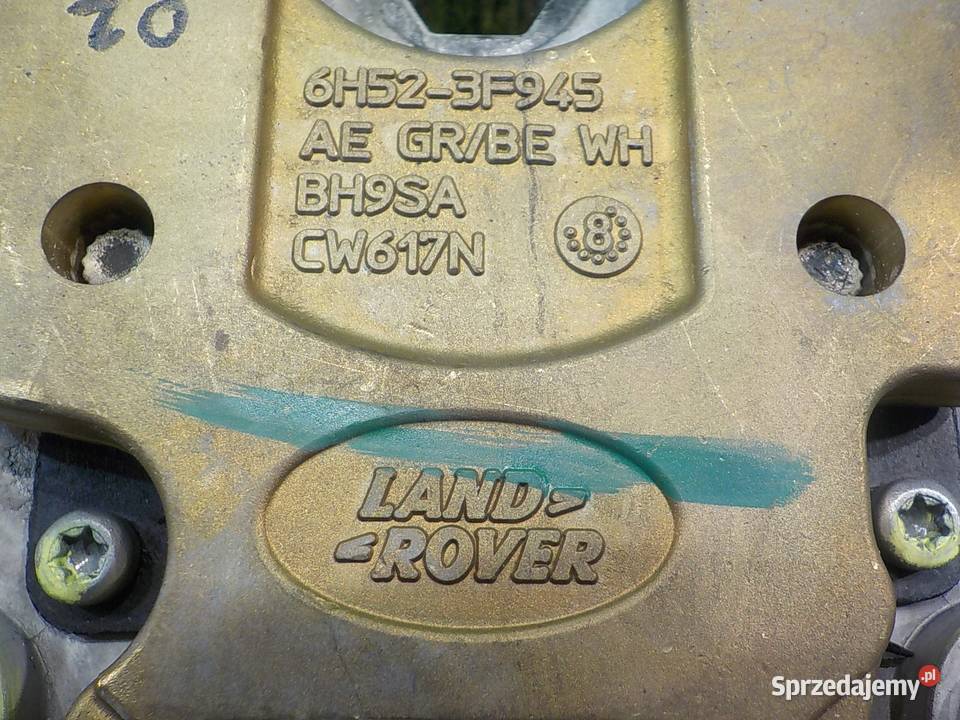 20
6H52-3F945
AE GR/BE WH
BH9SA
CW617N
8
LAND
ROVER
Sprzedajemy.pl